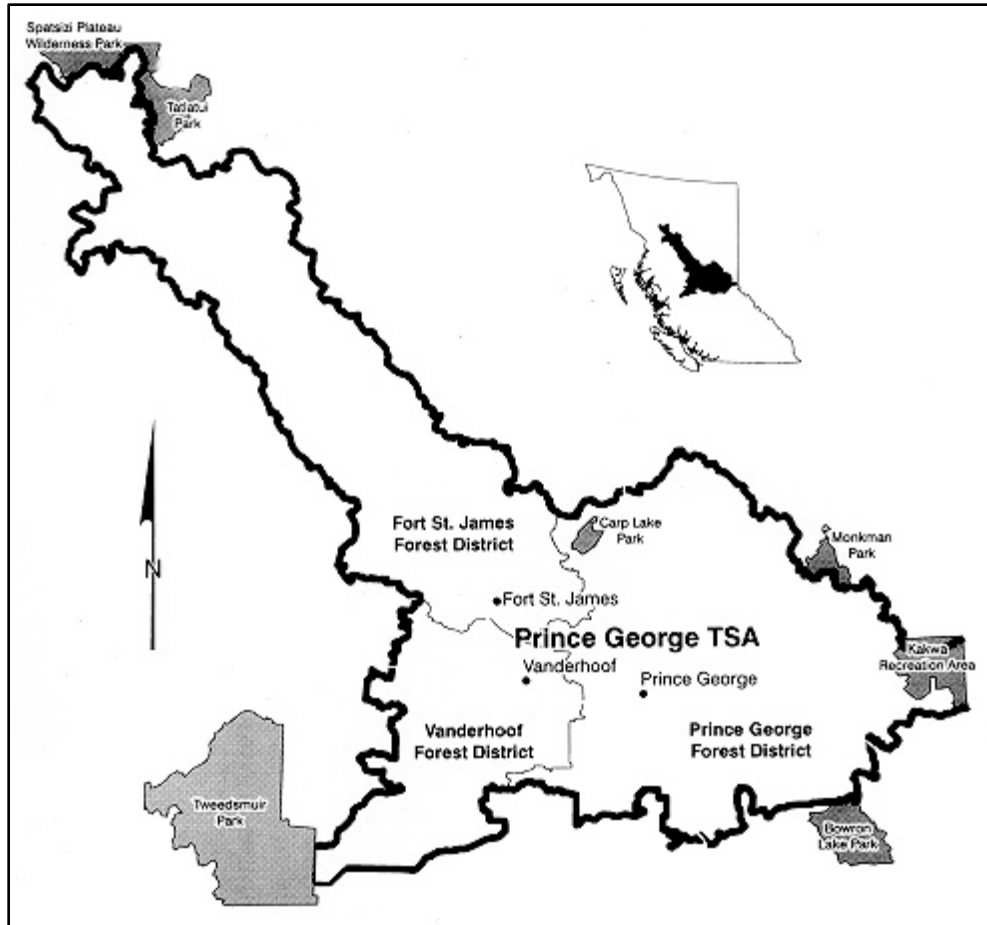 Spatsizi Plateau
Wilderness Park
Tatlatui
Park
Fort St. James
Forest District
Carp Lake
Park
Monkman
Park
N
Fort St. James
Prince George TSA
Kakwa
Recreation Area
Vanderhoof
Prince George
Vanderhoof
Forest District
Prince George
Forest District
Tweedsmuir
Park
Bowron
Lake Park